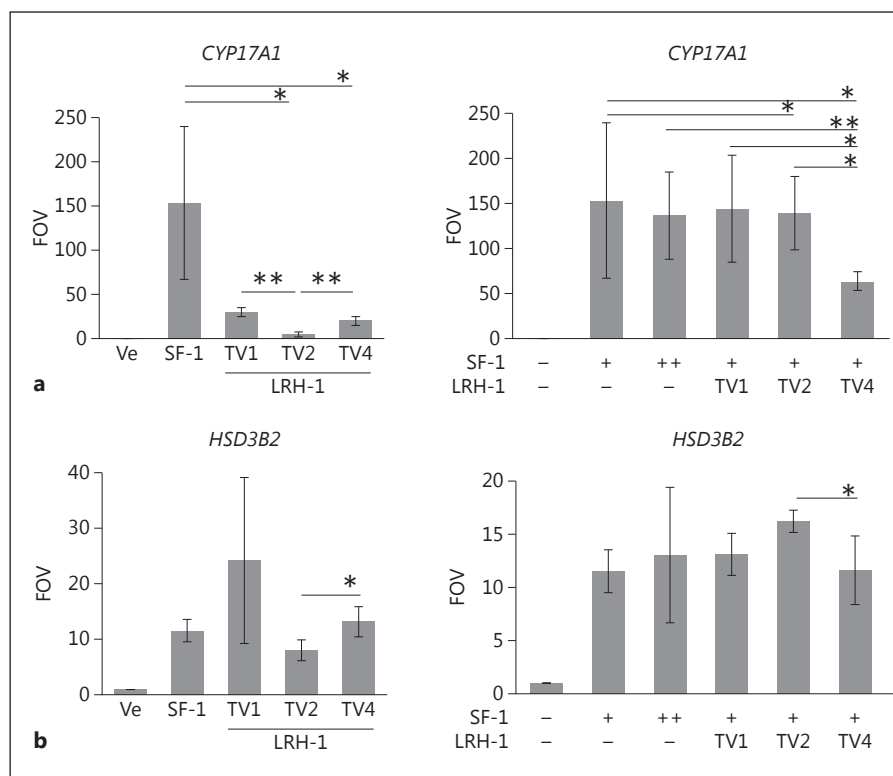 CYP17A1
*
*
250
200
150
100
50
0
FOV
** **
Ve SF-1 TV1 TV2 TV4
LRH-1
a
CYP17A1
*
*
**
*
*
250
200
150
100
50
0
FOV
SF-1 – + ++ + + +
LRH-1 – – – TV1 TV2 TV4
HSD3B2
40
30
20
10
0
FOV
*
Ve SF-1 TV1 TV2 TV4
LRH-1
b
HSD3B2
*
20
15
10
5
0
FOV
SF-1 – + ++ + + +
LRH-1 – – – TV1 TV2 TV4